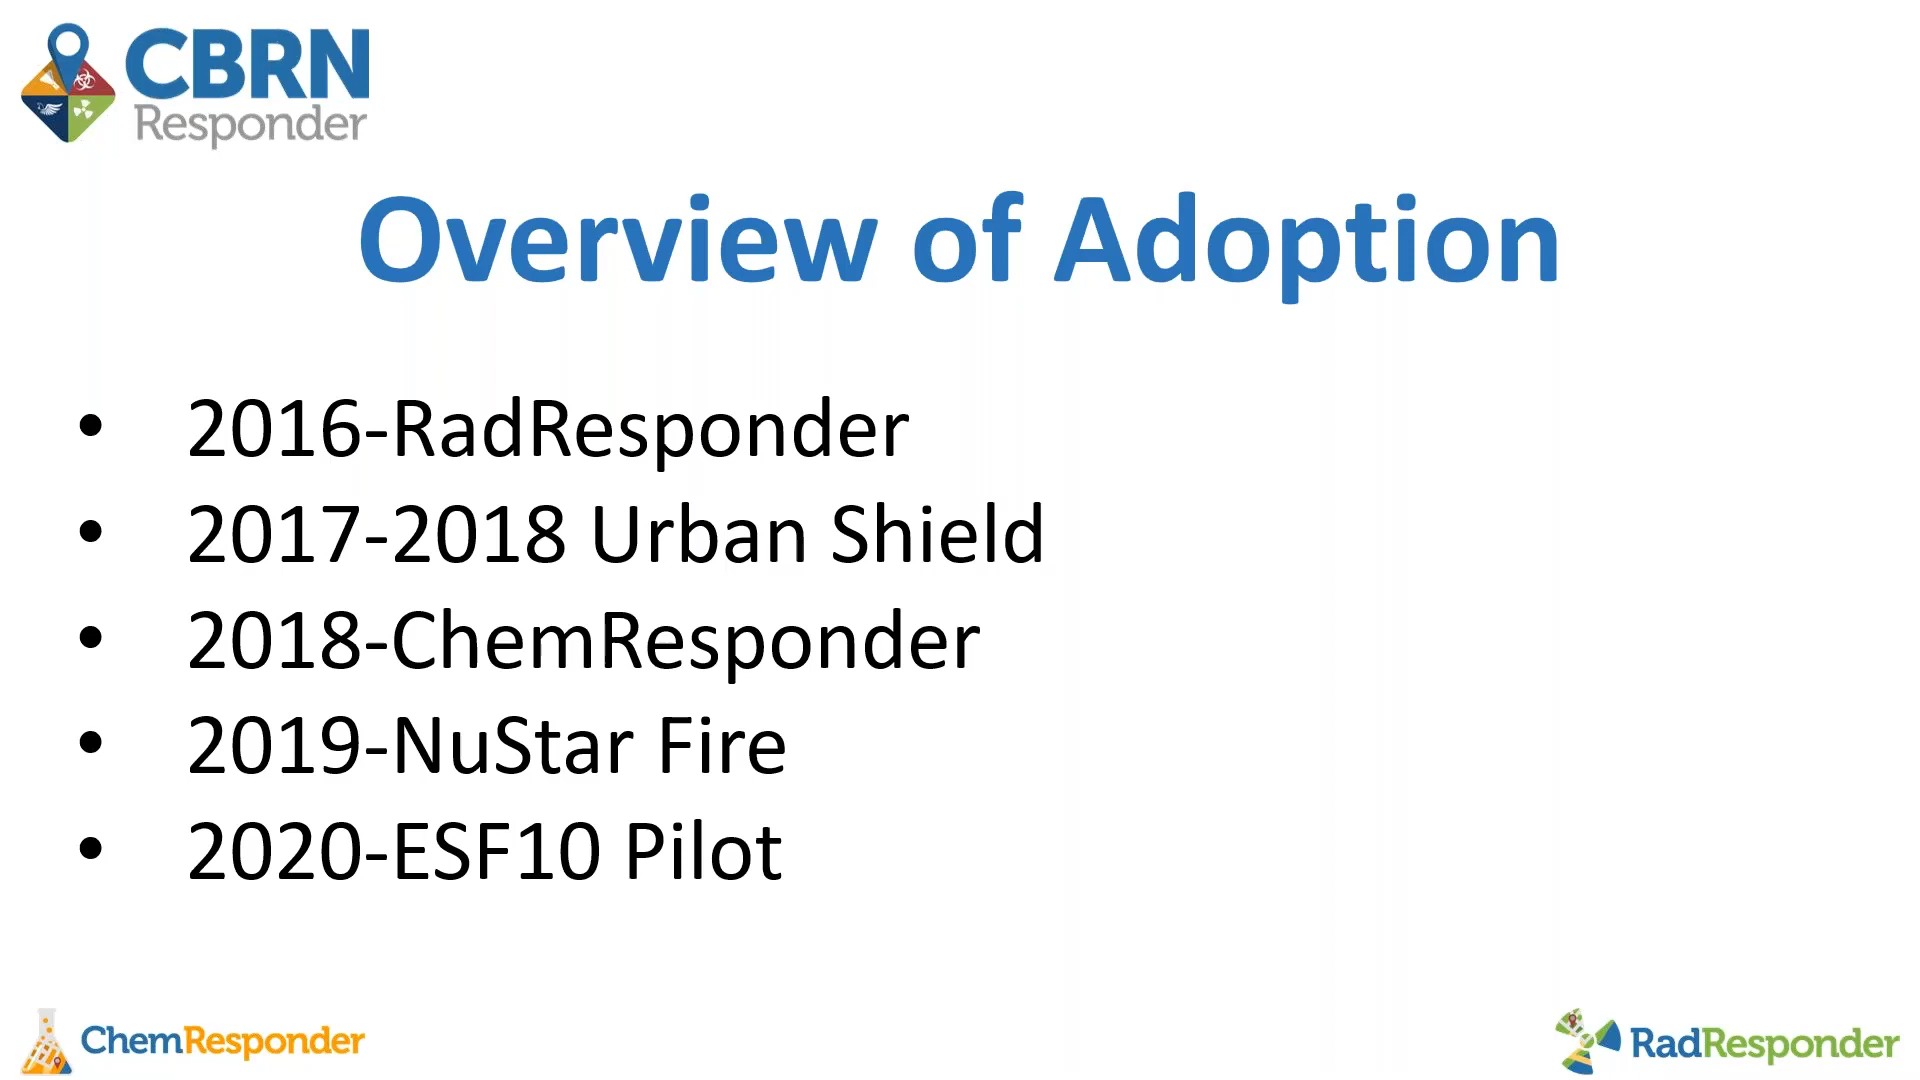 CBRN
Responder
Overview of Adoption
• 2016-RadResponder
• 2017-2018 Urban Shield
• 2018-ChemResponder
• 2019-NuStar Fire
• 2020-ESF10 Pilot
ChemResponder
RadResponder